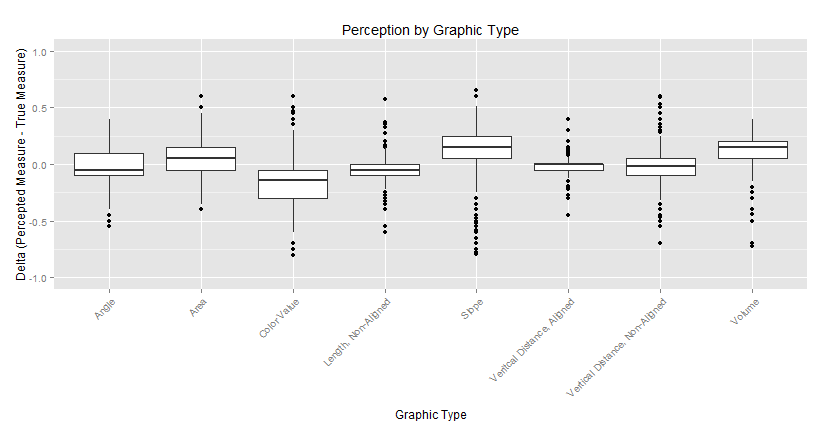 Perception by Graphic Type
Delta (Percepted Measure - True Measure)
1.0
0.5
0.0
-0.5
-1.0
Angle
Area
Color Value
Length, Non-Aligned
Slope
Veritcal Distance, Aligned
Vertical Distance, Non-Aligned
Volume
Graphic Type